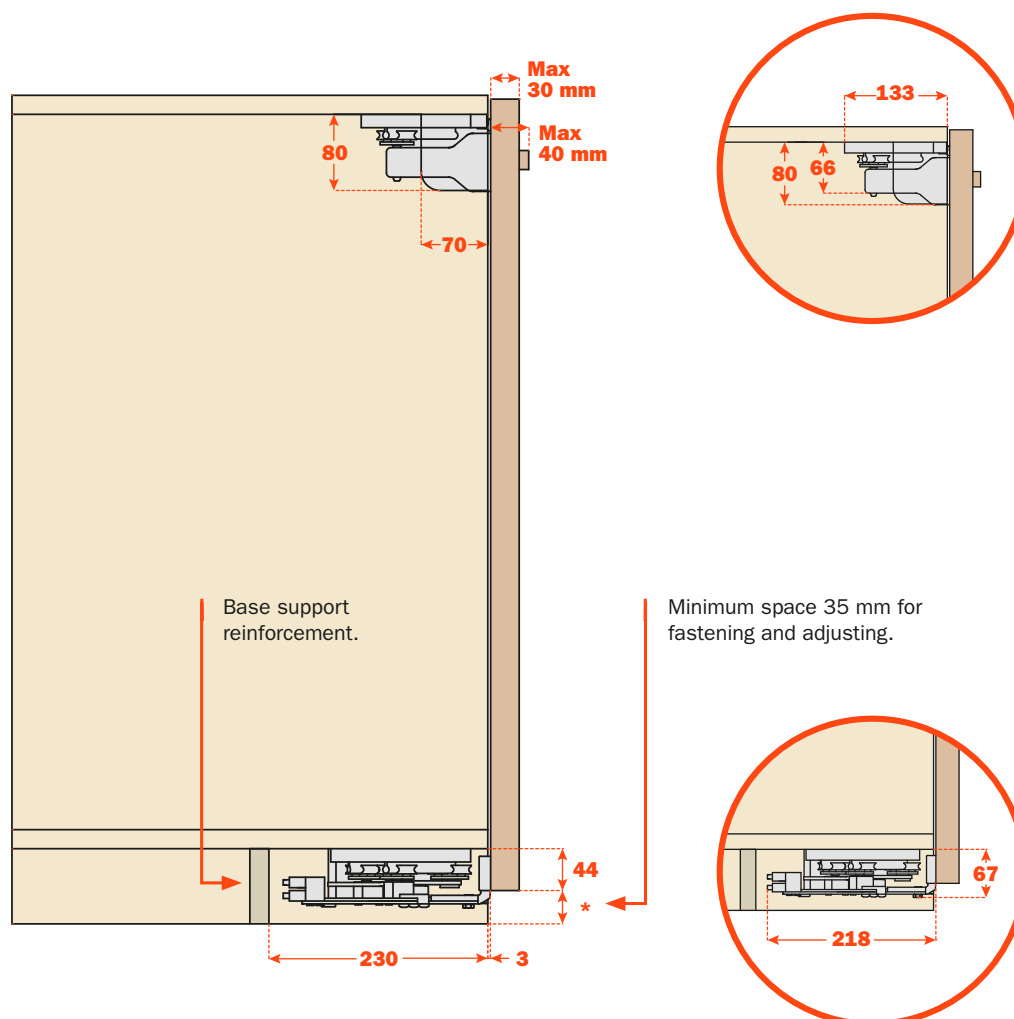 Max
30 mm
133
Max
40 mm
80
66
80
70
Base support
reinforcement.
Minimum space 35 mm for
fastening and adjusting.
44
67
*
218
230
3